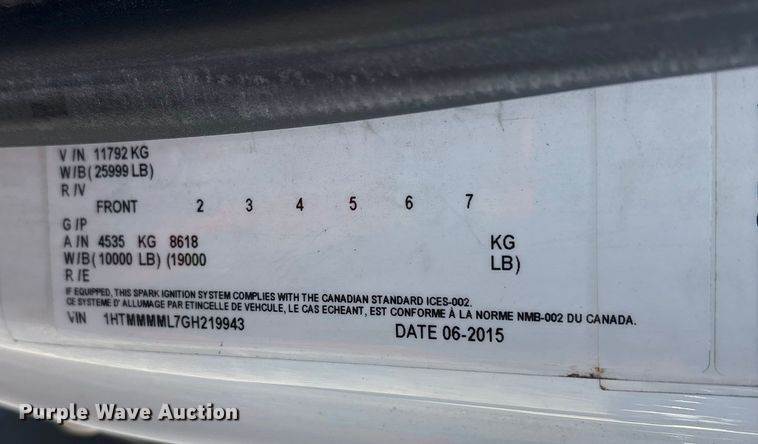 V/N 11792 KG
W/B(25999 LB)
R/V
FRONT 2 3 4 5 6 7
G/P
A/N 4535 KG 8618 KG
W/B(10000 LB) (19000 LB)
R/E
IF EQUIPPED, THIS SPARK IGNITION SYSTEM COMPLIES WITH THE CANADIAN STANDARD ICES-002.
CE SYSTEME D'ALLUMAGE PAR ETINCELLE DE VEHCULE, LE CAS ECHEANT, EST CONFORME À LA NORME NMB-002 DU CANADA.
VIN 1HTMMMML7GH219943 DATE 06-2015
Purple Wave Auction